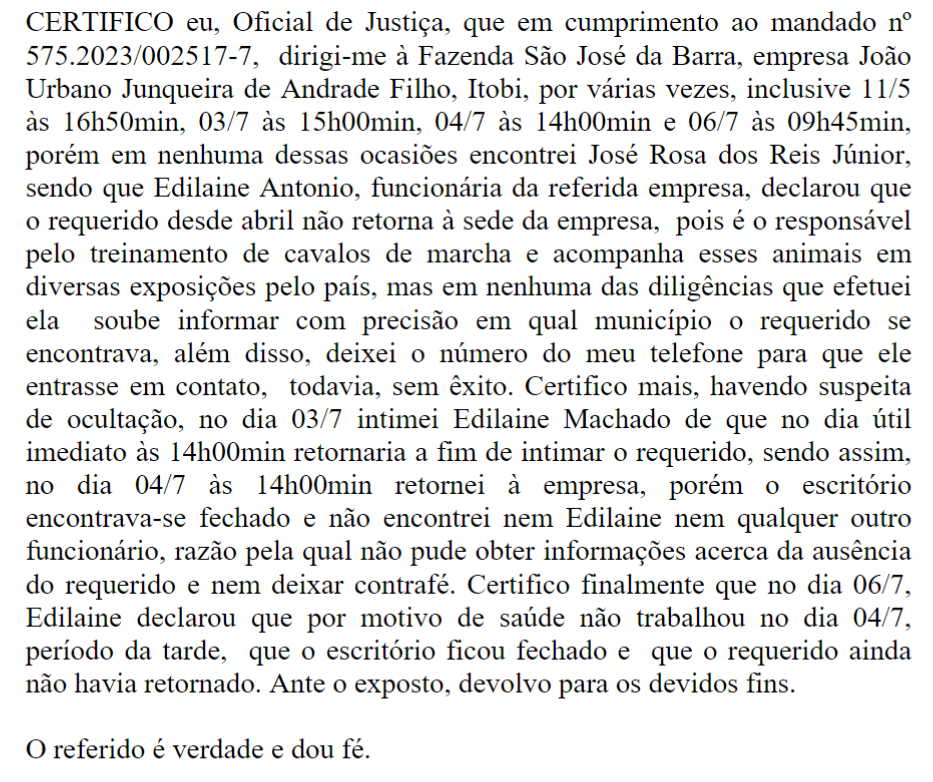 CERTIFICO eu, Oficial de Justiça, que em cumprimento ao mandado nº
575.2023/002517-7, dirigi-me à Fazenda São José da Barra, empresa João
Urbano Junqueira de Andrade Filho, Itobi, por várias vezes, inclusive 11/5
às 16h50min, 03/7 às 15h00min, 04/7 às 14h00min e 06/7 às 09h45min,
porém em nenhuma dessas ocasiões encontrei José Rosa dos Reis Júnior,
sendo que Edilaine Antonio, funcionária da referida empresa, declarou que
o requerido desde abril não retorna à sede da empresa, pois é o responsável
pelo treinamento de cavalos de marcha e acompanha esses animais em
diversas exposições pelo país, mas em nenhuma das diligências que efetuei
ela soube informar com precisão em qual município o requerido se
encontrava, além disso, deixei o número do meu telefone para que ele
entrasse em contato, todavia, sem êxito. Certifico mais, havendo suspeita
de ocultação, no dia 03/7 intimei Edilaine Machado de que no dia útil
imediato às 14h00min retornaria a fim de intimar o requerido, sendo assim,
no dia 04/7 às 14h00min retornei à empresa, porém o escritório
encontrava-se fechado e não encontrei nem Edilaine nem qualquer outro
funcionário, razão pela qual não pude obter informações acerca da ausência
do requerido e nem deixar contrafé. Certifico finalmente que no dia 06/7,
Edilaine declarou que por motivo de saúde não trabalhou no dia 04/7,
período da tarde, que o escritório ficou fechado e que o requerido ainda
não havia retornado. Ante o exposto, devolvo para os devidos fins.
O referido é verdade e dou fé.